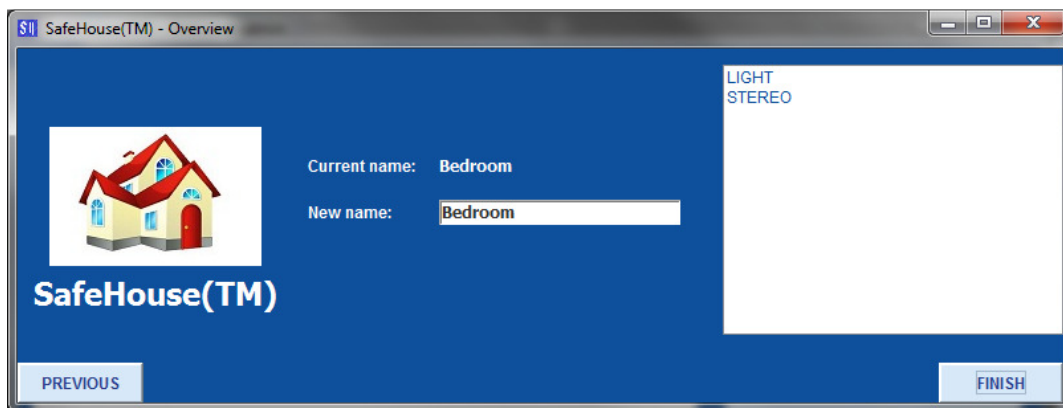 SafeHouse(TM) - Overview
LIGHT
STEREO
Current name: Bedroom
New name: Bedroom
SafeHouse(TM)
PREVIOUS
FINISH